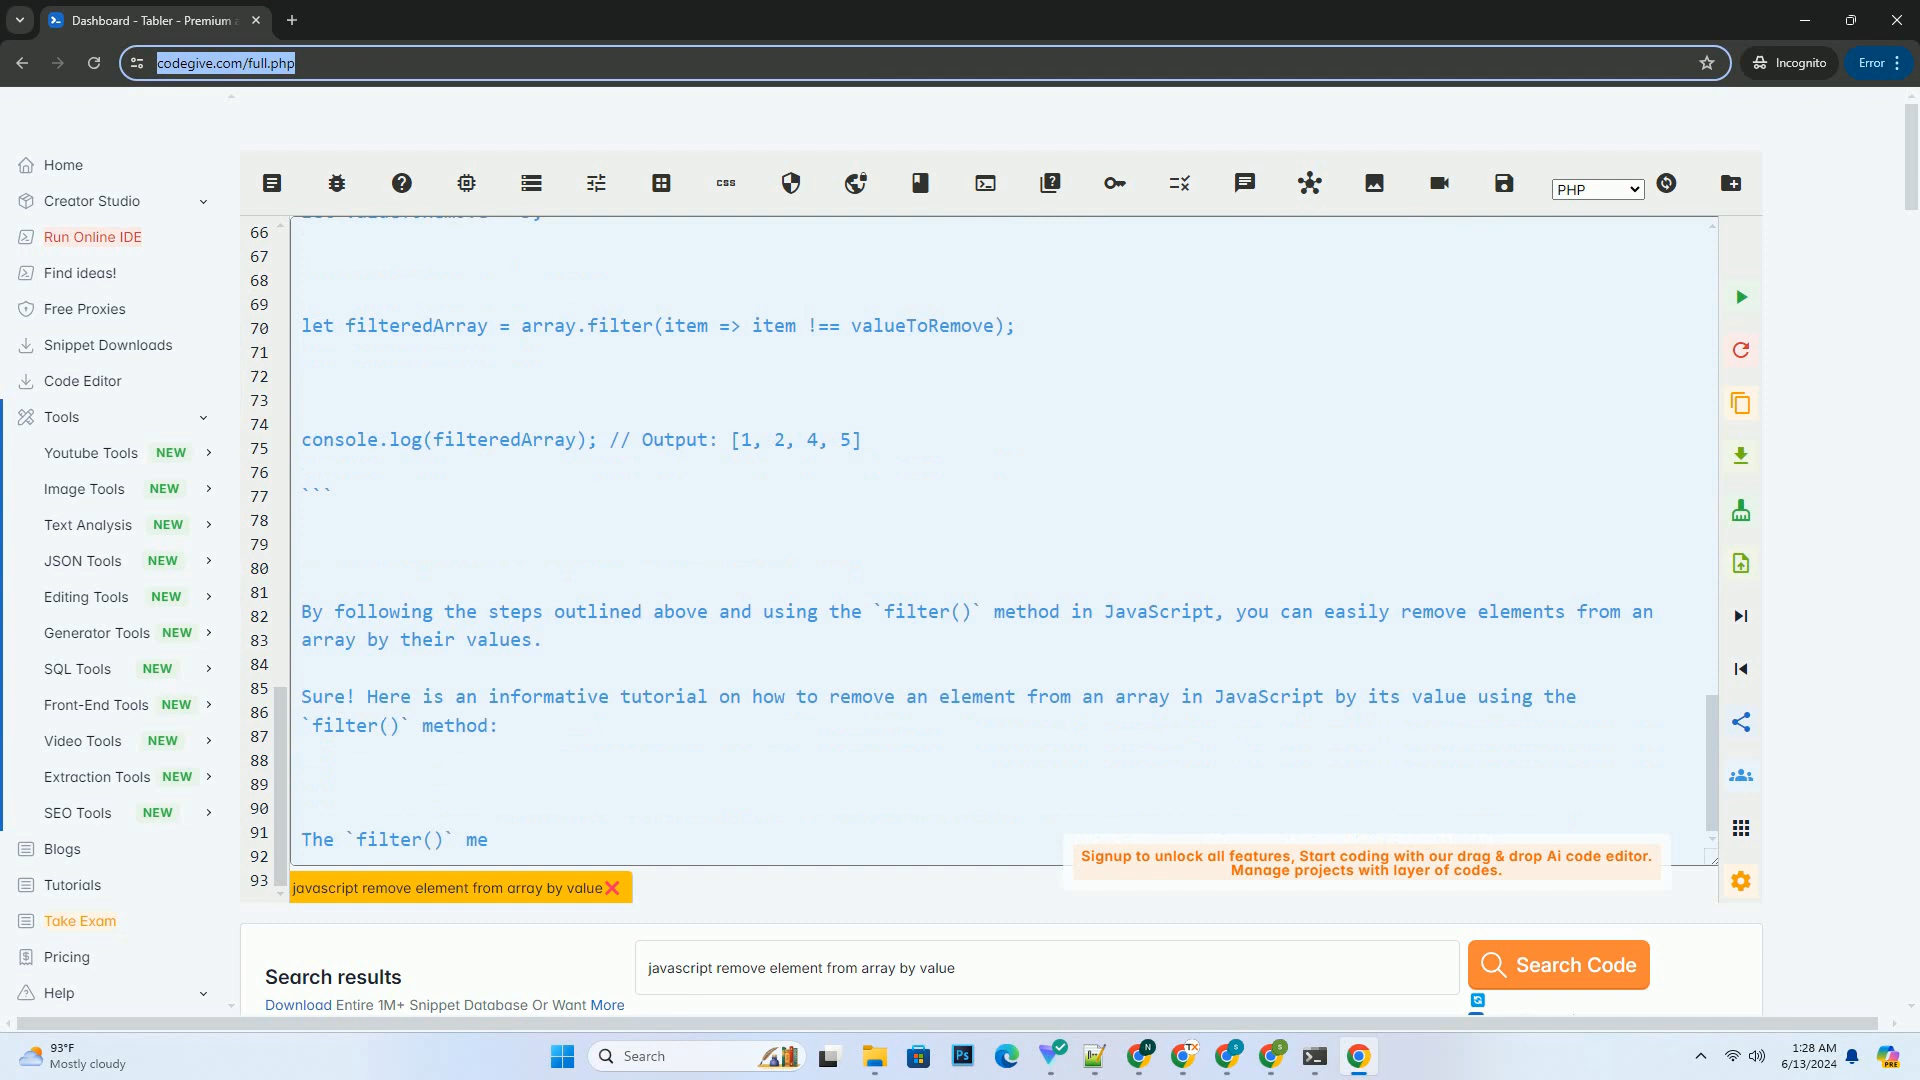 Dashboard - Tabler - Premium
codegive.com/full.php
Incognito
Error
Home
Creator Studio
Run Online IDE
Find ideas!
Free Proxies
Snippet Downloads
Code Editor
Tools
Youtube Tools NEW
Image Tools NEW
Text Analysis NEW
JSON Tools NEW
Editing Tools NEW
Generator Tools NEW
SQL Tools NEW
Front-End Tools NEW
Video Tools NEW
Extraction Tools NEW
SEO Tools NEW
Blogs
Tutorials
Take Exam
Pricing
Help
css
PHP
66
67
68
69
70
71
72
73
74
75
76
77
78
79
80
81
82
83
84
85
86
87
88
89
90
91
92
93
let filteredArray = array.filter(item => item !== valueToRemove);
console.log(filteredArray); // Output: [1, 2, 4, 5]
```
By following the steps outlined above and using the `filter()` method in JavaScript, you can easily remove elements from an
array by their values.
Sure! Here is an informative tutorial on how to remove an element from an array in JavaScript by its value using the
`filter()` method:
The `filter()` me
Signup to unlock all features, Start coding with our drag & drop Ai code editor.
Manage projects with layer of codes.
javascript remove element from array by value
Search results
Download Entire 1M+ Snippet Database Or Want More
javascript remove element from array by value
Search Code
93°F
Mostly cloudy
Search
1:28 AM
6/13/2024